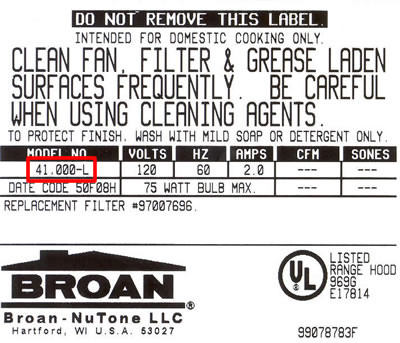 DO NOT REMOVE THIS LABEL.
INTENDED FOR DOMESTIC COOKING ONLY.
CLEAN FAN, FILTER & GREASE LADEN
SURFACES FREQUENTLY. BE CAREFUL
WHEN USING CLEANING AGENTS.
TO PROTECT FINISH. WASH WITH MILD SOAP OR DETERGENT ONLY.
MODEL NO. VOLTS HZ AMPS CFM SONES
41.000-L 120 60 2.0 --- ---
DATE CODE 50F08H 75 WATT BULB MAX.
REPLACEMENT FILTER #97007696.
BROAN
Broan-NuTone LLC
Hartford, WI U.S.A. 53027
UL
LISTED
RANGE HOOD
969G
E17814
99078783F